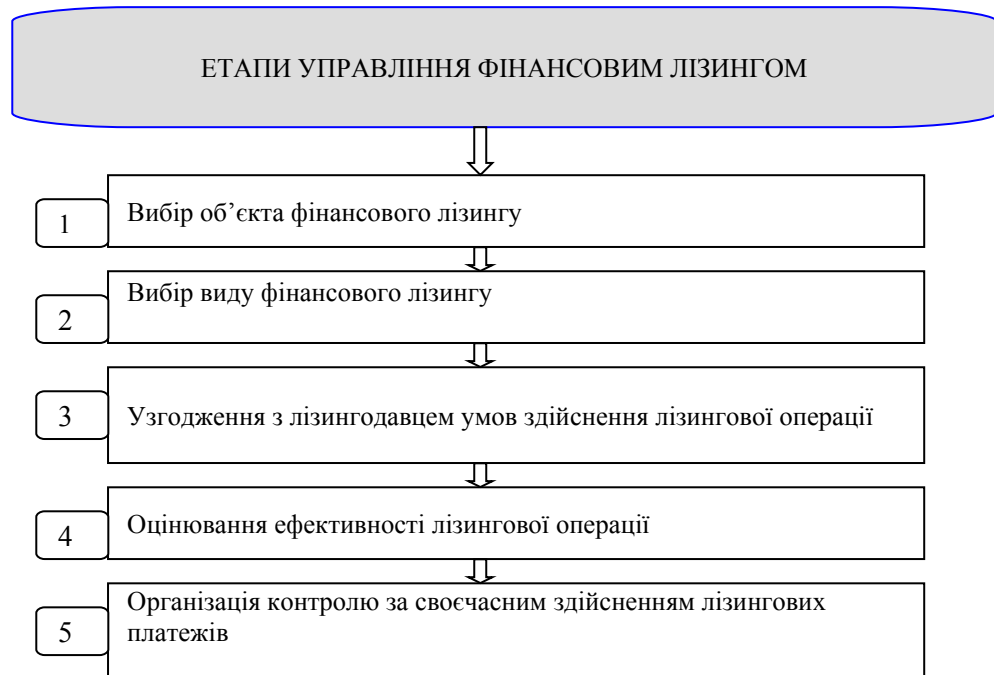 ЕТАПИ УПРАВЛІННЯ ФІНАНСОВИМ ЛІЗИНГОМ
1
Вибір об’єкта фінансового лізингу
2
Вибір виду фінансового лізингу
3
Узгодження з лізингодавцем умов здійснення лізингової операції
4
Оцінювання ефективності лізингової операції
5
Організація контролю за своєчасним здійсненням лізингових
платежів